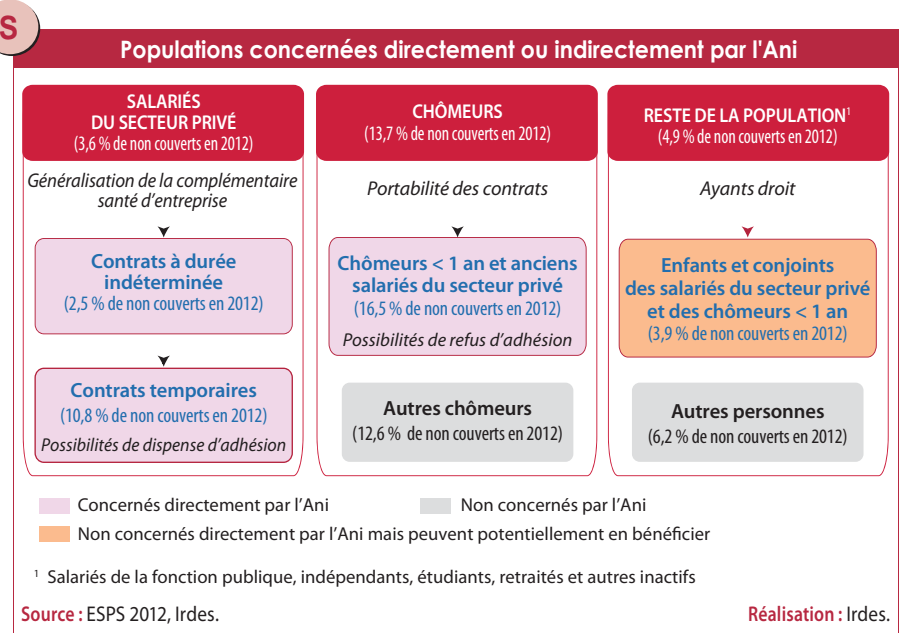 S
Populations concernées directement ou indirectement par l'Ani
SALARIÉS
DU SECTEUR PRIVÉ
(3,6 % de non couverts en 2012)
Généralisation de la complémentaire
santé d'entreprise
Contrats à durée
indéterminée
(2,5 % de non couverts en 2012)
Contrats temporaires
(10,8 % de non couverts en 2012)
Possibilités de dispense d'adhésion
CHÔMEURS
(13,7 % de non couverts en 2012)
Portabilité des contrats
Chômeurs < 1 an et anciens
salariés du secteur privé
(16,5 % de non couverts en 2012)
Possibilités de refus d'adhésion
Autres chômeurs
(12,6 % de non couverts en 2012)
RESTE DE LA POPULATION¹
(4,9 % de non couverts en 2012)
Ayants droit
Enfants et conjoints
des salariés du secteur privé
et des chômeurs < 1 an
(3,9 % de non couverts en 2012)
Autres personnes
(6,2 % de non couverts en 2012)
Concernés directement par l'Ani
Non concernés par l'Ani
Non concernés directement par l'Ani mais peuvent potentiellement en bénéficier
¹ Salariés de la fonction publique, indépendants, étudiants, retraités et autres inactifs
Source : ESPS 2012, Irdes.
Réalisation : Irdes.